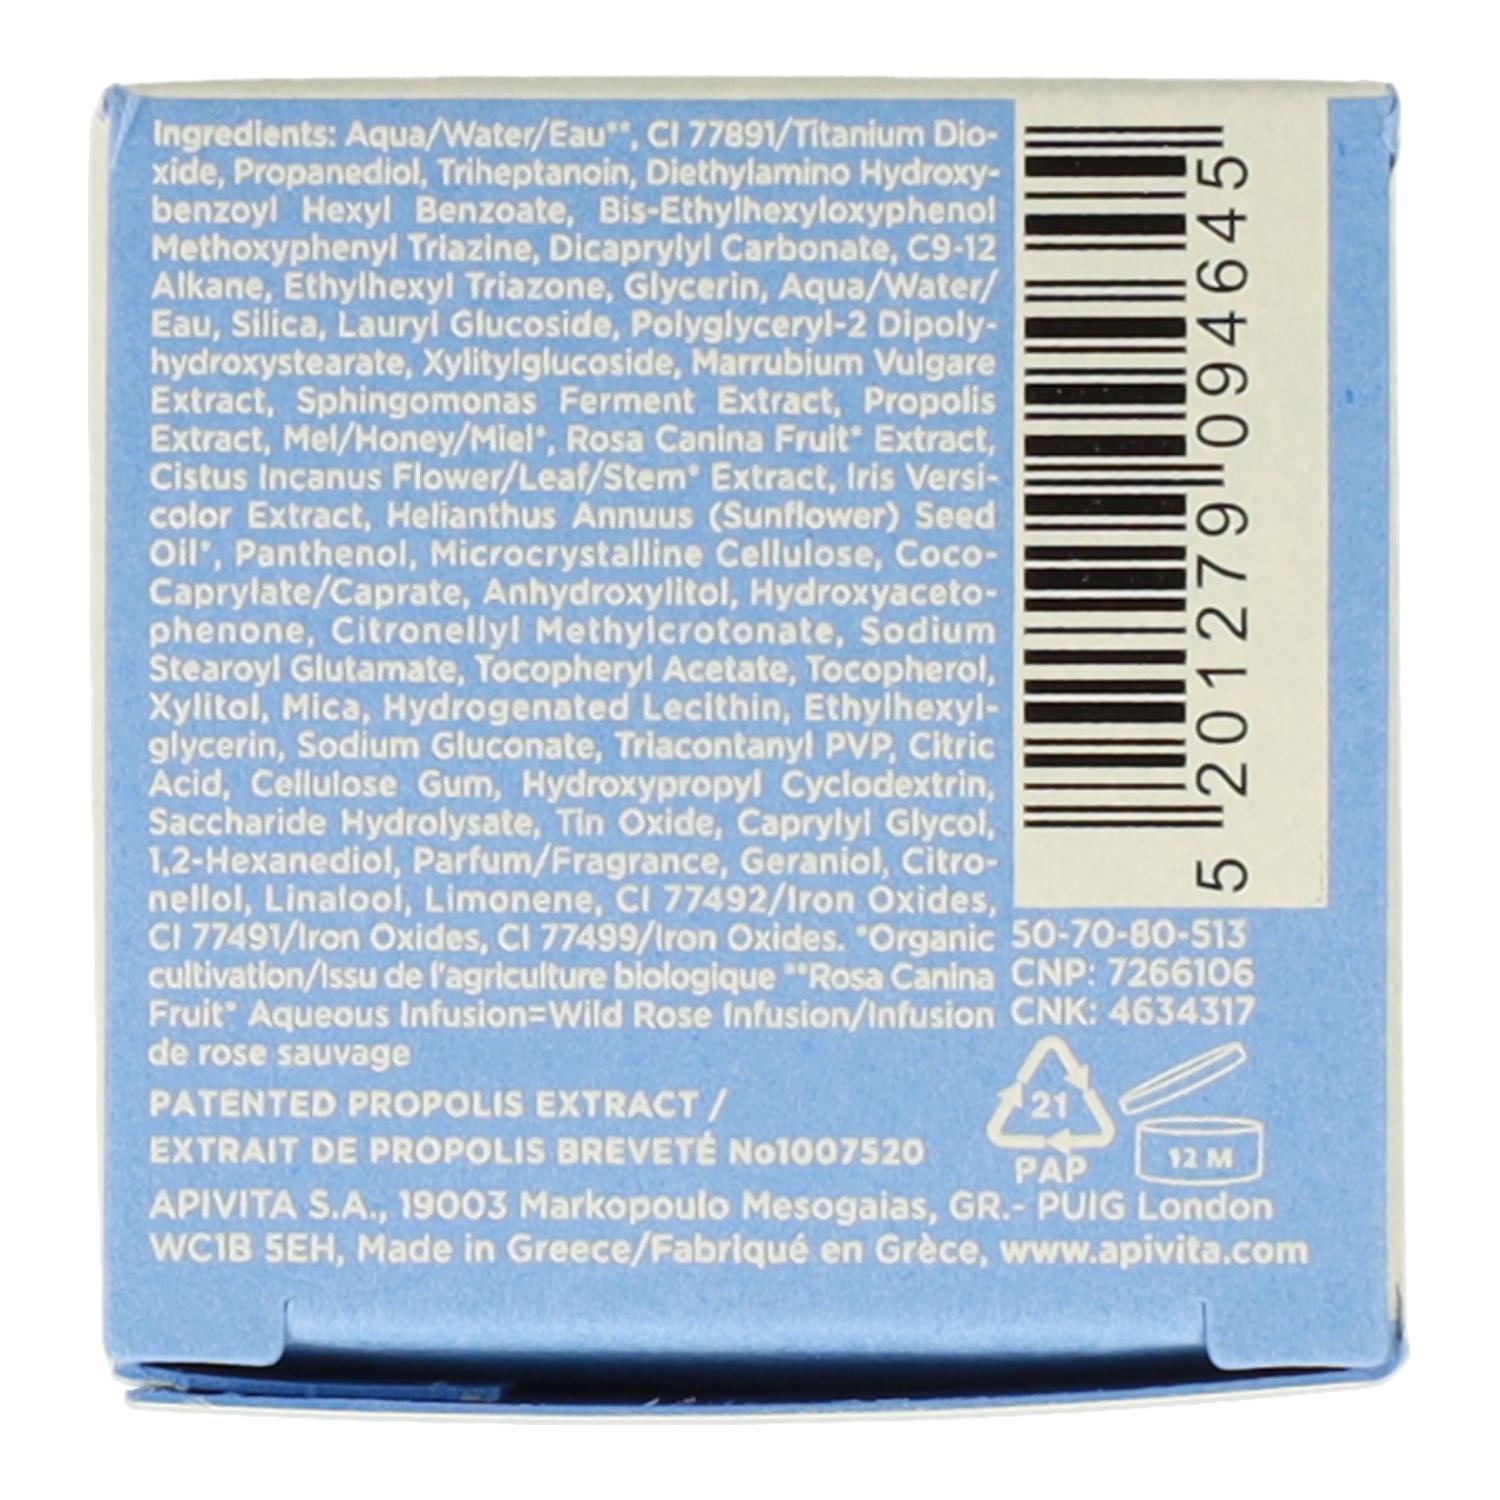 Ingredients: Aqua/Water/Eau**, CI 77891/Titanium Dio-
xide, Propanediol, Triheptanoin, Diethylamino Hydroxy-
benzoyl Hexyl Benzoate, Bis-Ethylhexyloxyphenol
Methoxyphenyl Triazine, Dicaprylyl Carbonate, C9-12
Alkane, Ethylhexyl Triazone, Glycerin, Aqua/Water/
Eau, Silica, Lauryl Glucoside, Polyglyceryl-2 Dipoly-
hydroxystearate, Xylitylglucoside, Marrubium Vulgare
Extract, Sphingomonas Ferment Extract, Propolis
Extract, Mel/Honey/Miel*, Rosa Canina Fruit* Extract,
Cistus Incanus Flower/Leaf/Stem* Extract, Iris Versi-
color Extract, Helianthus Annuus (Sunflower) Seed
Oil*, Panthenol, Microcrystalline Cellulose, Coco-
Caprylate/Caprate, Anhydroxylitol, Hydroxyaceto-
phenone, Citronellyl Methylcrotonate, Sodium
Stearoyl Glutamate, Tocopheryl Acetate, Tocopherol,
Xylitol, Mica, Hydrogenated Lecithin, Ethylhexyl-
glycerin, Sodium Gluconate, Triacontanyl PVP, Citric
Acid, Cellulose Gum, Hydroxypropyl Cyclodextrin,
Saccharide Hydrolysate, Tin Oxide, Caprylyl Glycol,
1,2-Hexanediol, Parfum/Fragrance, Geraniol, Citro-
nellol, Linalool, Limonene, CI 77492/Iron Oxides,
CI 77491/Iron Oxides, CI 77499/Iron Oxides. *Organic
cultivation/Issu de l'agriculture biologique **Rosa Canina
Fruit* Aqueous Infusion=Wild Rose Infusion/Infusion
de rose sauvage
PATENTED PROPOLIS EXTRACT /
EXTRAIT DE PROPOLIS BREVETÉ No1007520
APIVITA S.A., 19003 Markopoulo Mesogaias, GR.- PUIG London
WC1B 5EH, Made in Greece/Fabriqué en Grèce, www.apivita.com
5 201279 094645
50-70-80-513
CNP: 7266106
CNK: 4634317
21
PAP
12 M